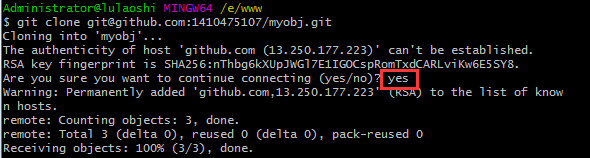 Administrator@lulaoshi MINGW64 /e/www
$ git clone git@github.com:1410475107/myobj.git
Cloning into 'myobj'...
The authenticity of host 'github.com (13.250.177.223)' can't be established.
RSA key fingerprint is SHA256:nThbg6kXUpJWGl7E1IGOCspRomTxdCARLviKw6E5SY8.
Are you sure you want to continue connecting (yes/no)? yes
Warning: Permanently added 'github.com,13.250.177.223' (RSA) to the list of know
n hosts.
remote: Counting objects: 3, done.
remote: Total 3 (delta 0), reused 0 (delta 0), pack-reused 0
Receiving objects: 100% (3/3), done.